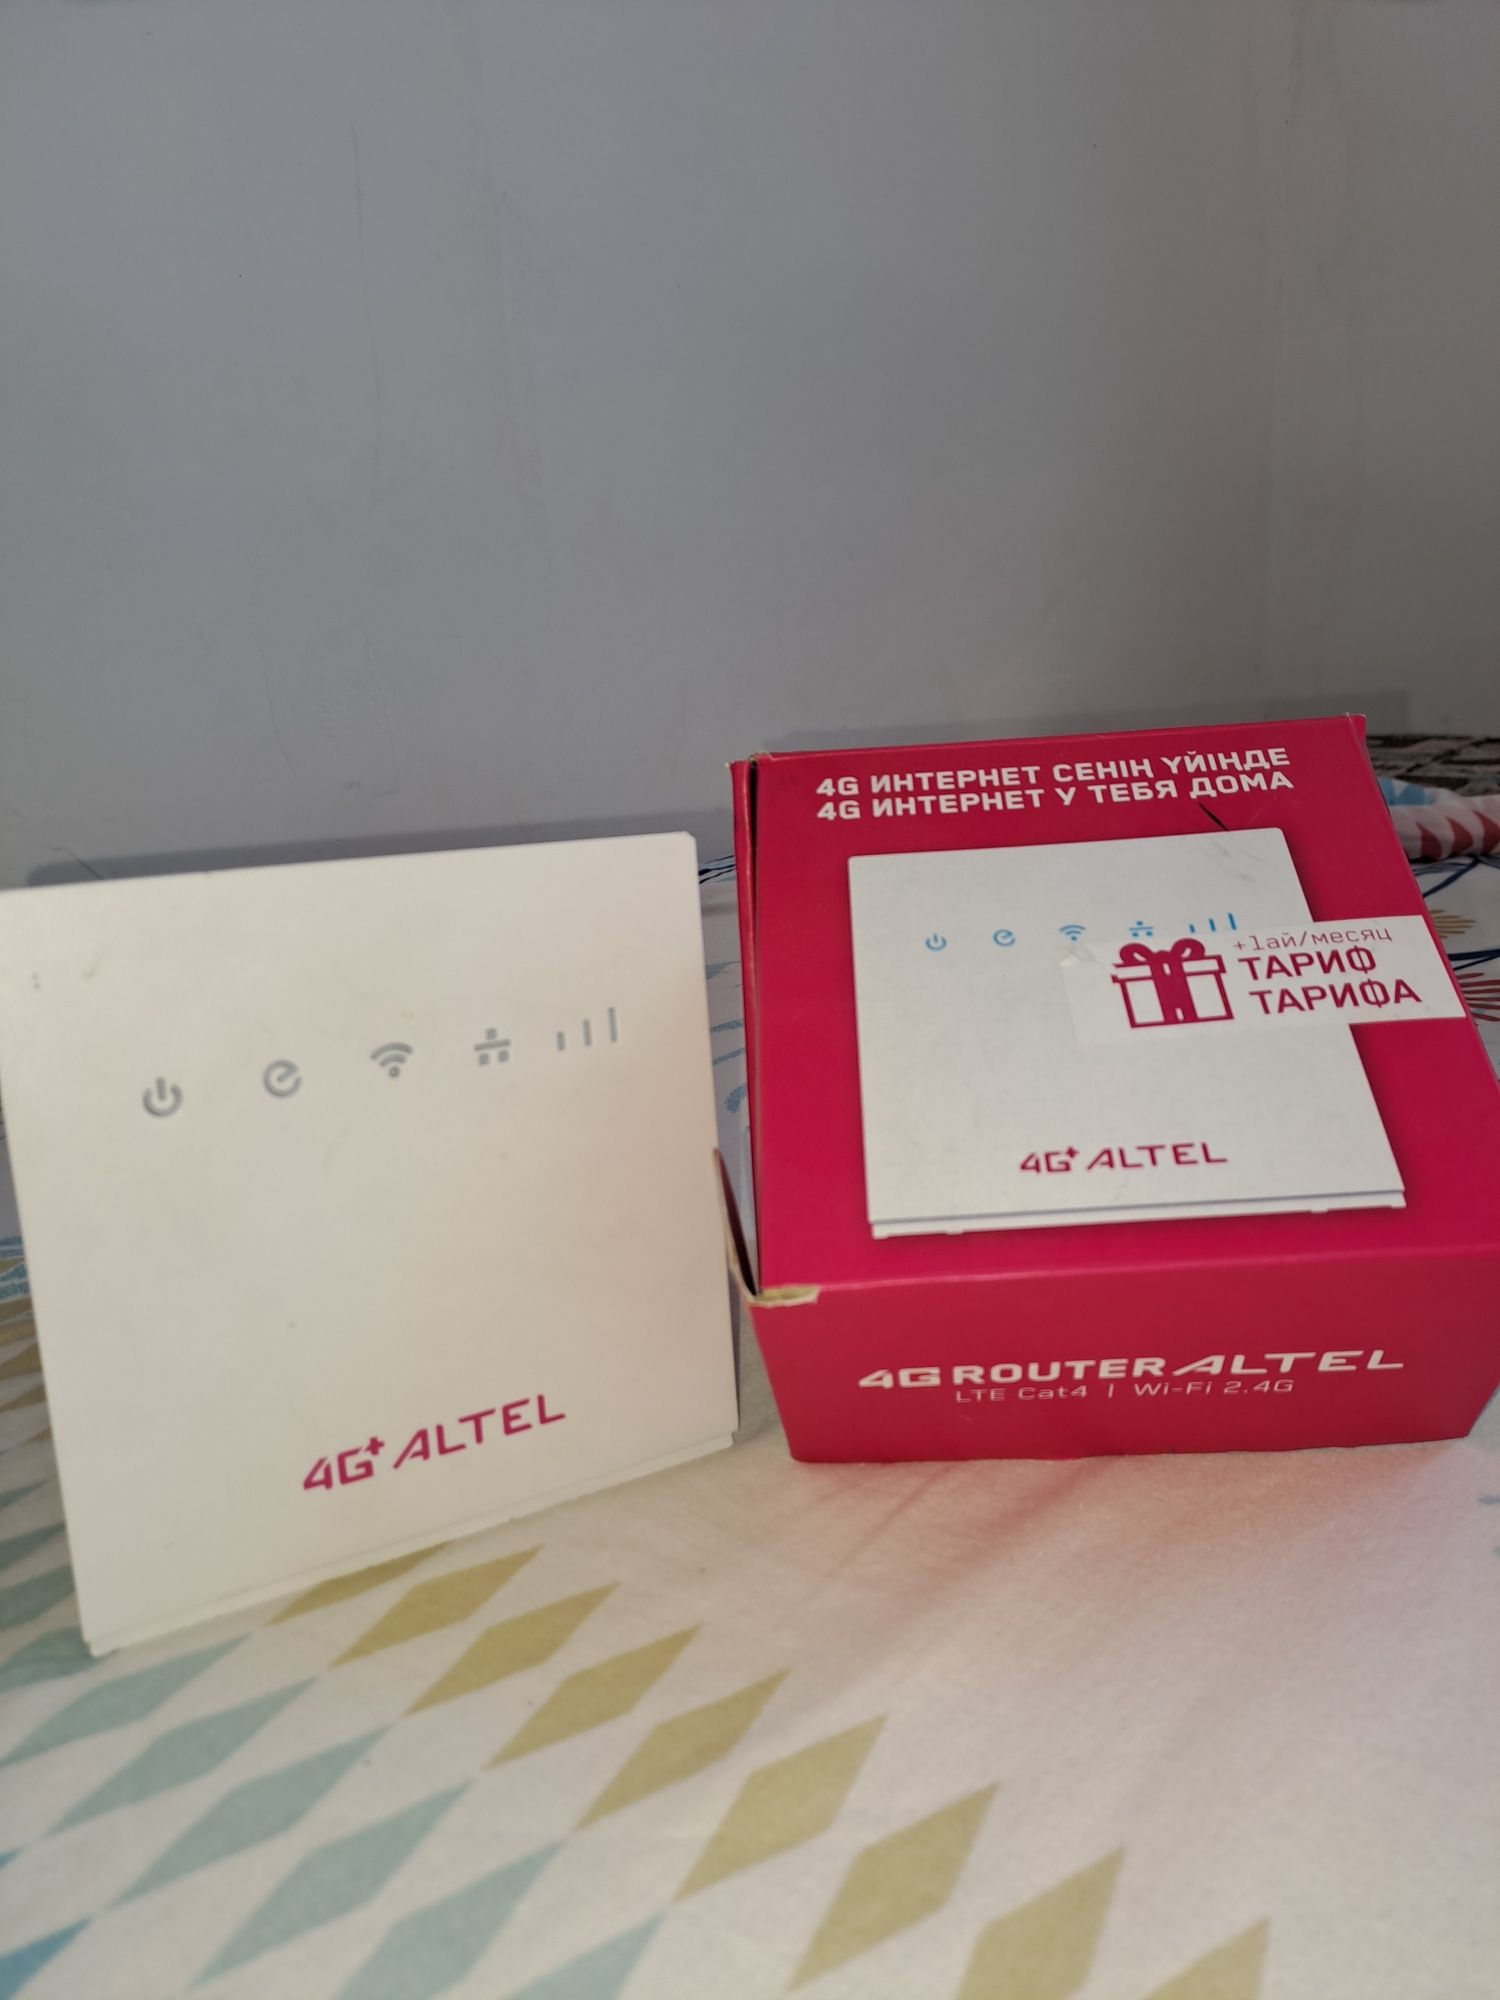 4G+ ALTEL
4G ИНТЕРНЕТ СЕНІҢ ҮЙІҢДЕ
4G ИНТЕРНЕТ У ТЕБЯ ДОМА
+1ай/месяц
ТАРИФ
ТАРИФА
4G+ ALTEL
4G ROUTER ALTEL
LTE Cat4 | Wi-Fi 2.4G